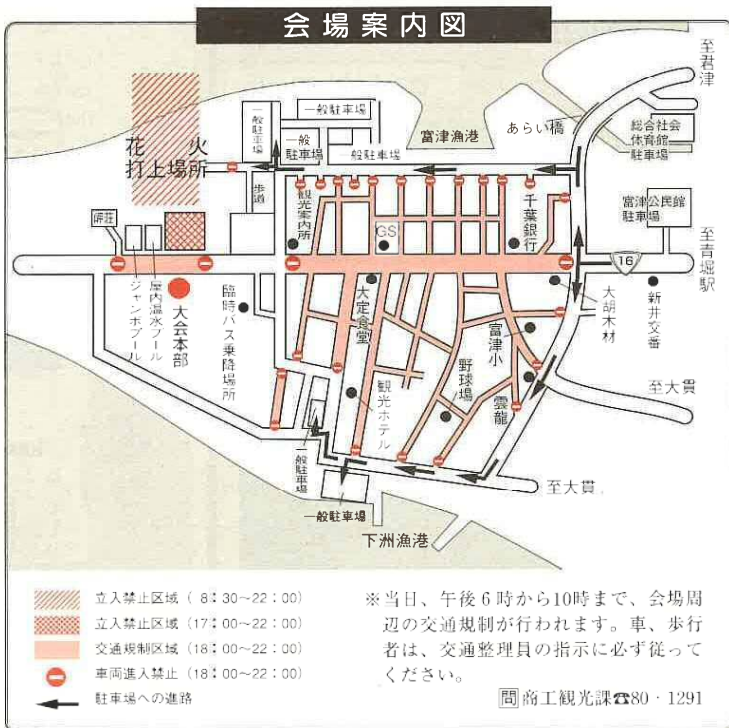 会場案内図
至君津
花火
打上場所
一般駐車場
一般駐車場
一般
駐車場
一般駐車場
富津漁港
あらい橋
総合社会
体育館
駐車場
岬荘
歩道
観光案内所
GS
千葉銀行
富津公民館
駐車場
至青堀駅
16
ジャンボプール
屋内温水プール
大会本部
臨時バス乗降場所
大定食堂
富津小
大胡木材
新井交番
観光ホテル
野球場
雲龍
至大貫
一般駐車場
一般駐車場
至大貫
下洲漁港
立入禁止区域(8:30~22:00)
立入禁止区域(17:00~22:00)
交通規制区域(18:00~22:00)
車両進入禁止(18:00~22:00)
駐車場への進路
※当日、午後6時から10時まで、会場周
辺の交通規制が行われます。車、歩行
者は、交通整理員の指示に必ず従って
ください。
問商工観光課☎80・1291